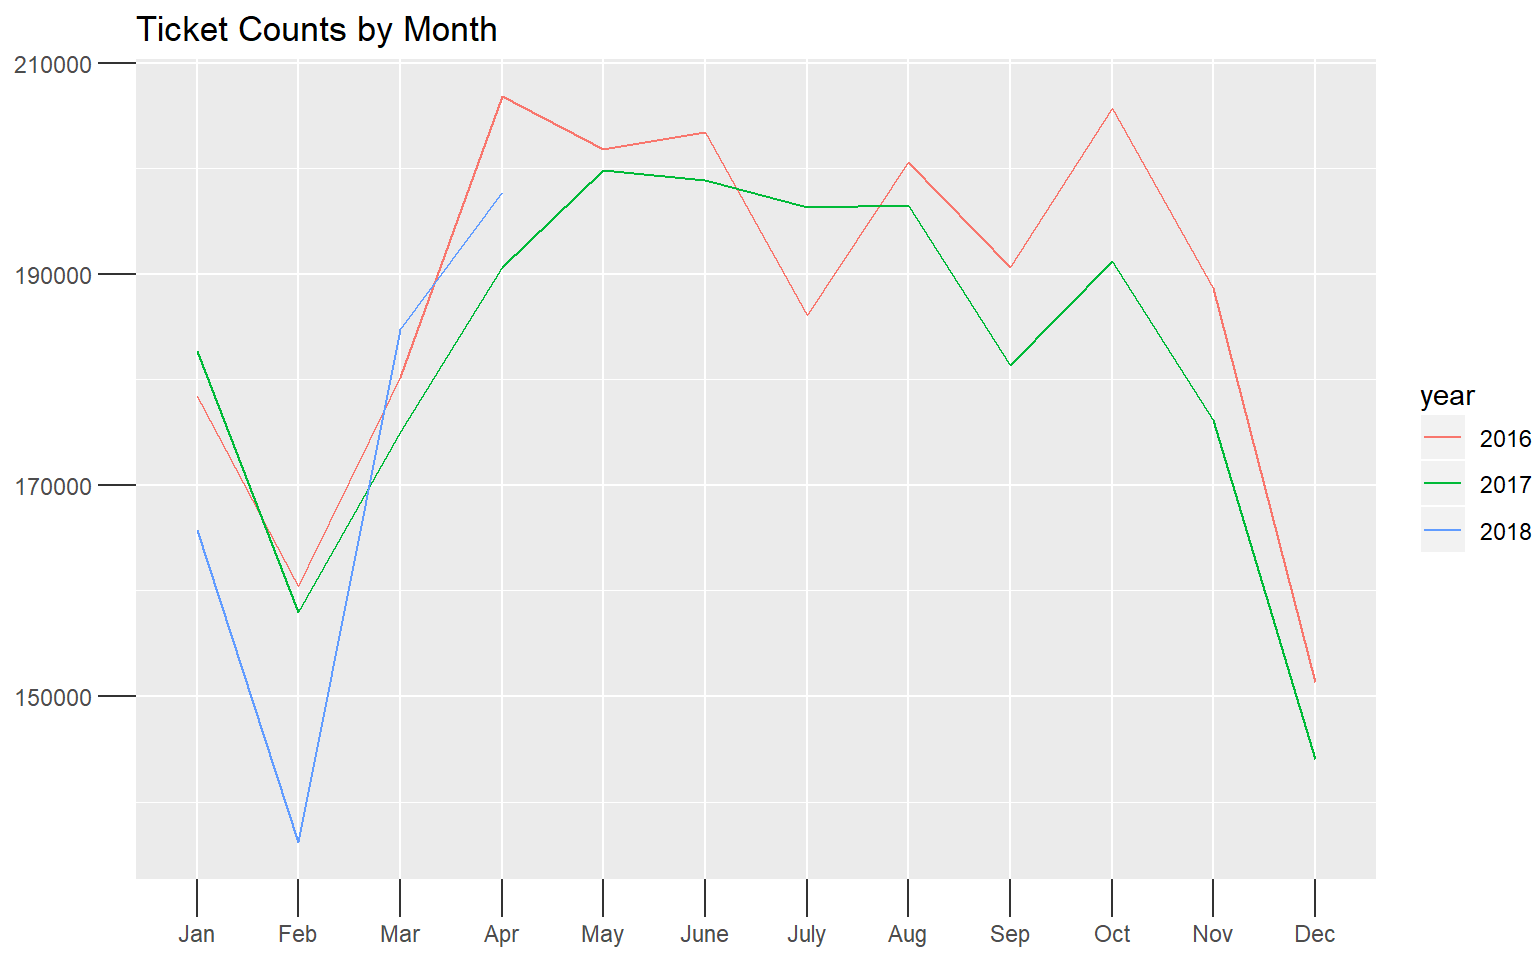 Ticket Counts by Month
210000
190000
170000
150000
Jan Feb Mar Apr May June July Aug Sep Oct Nov Dec
year
2016
2017
2018